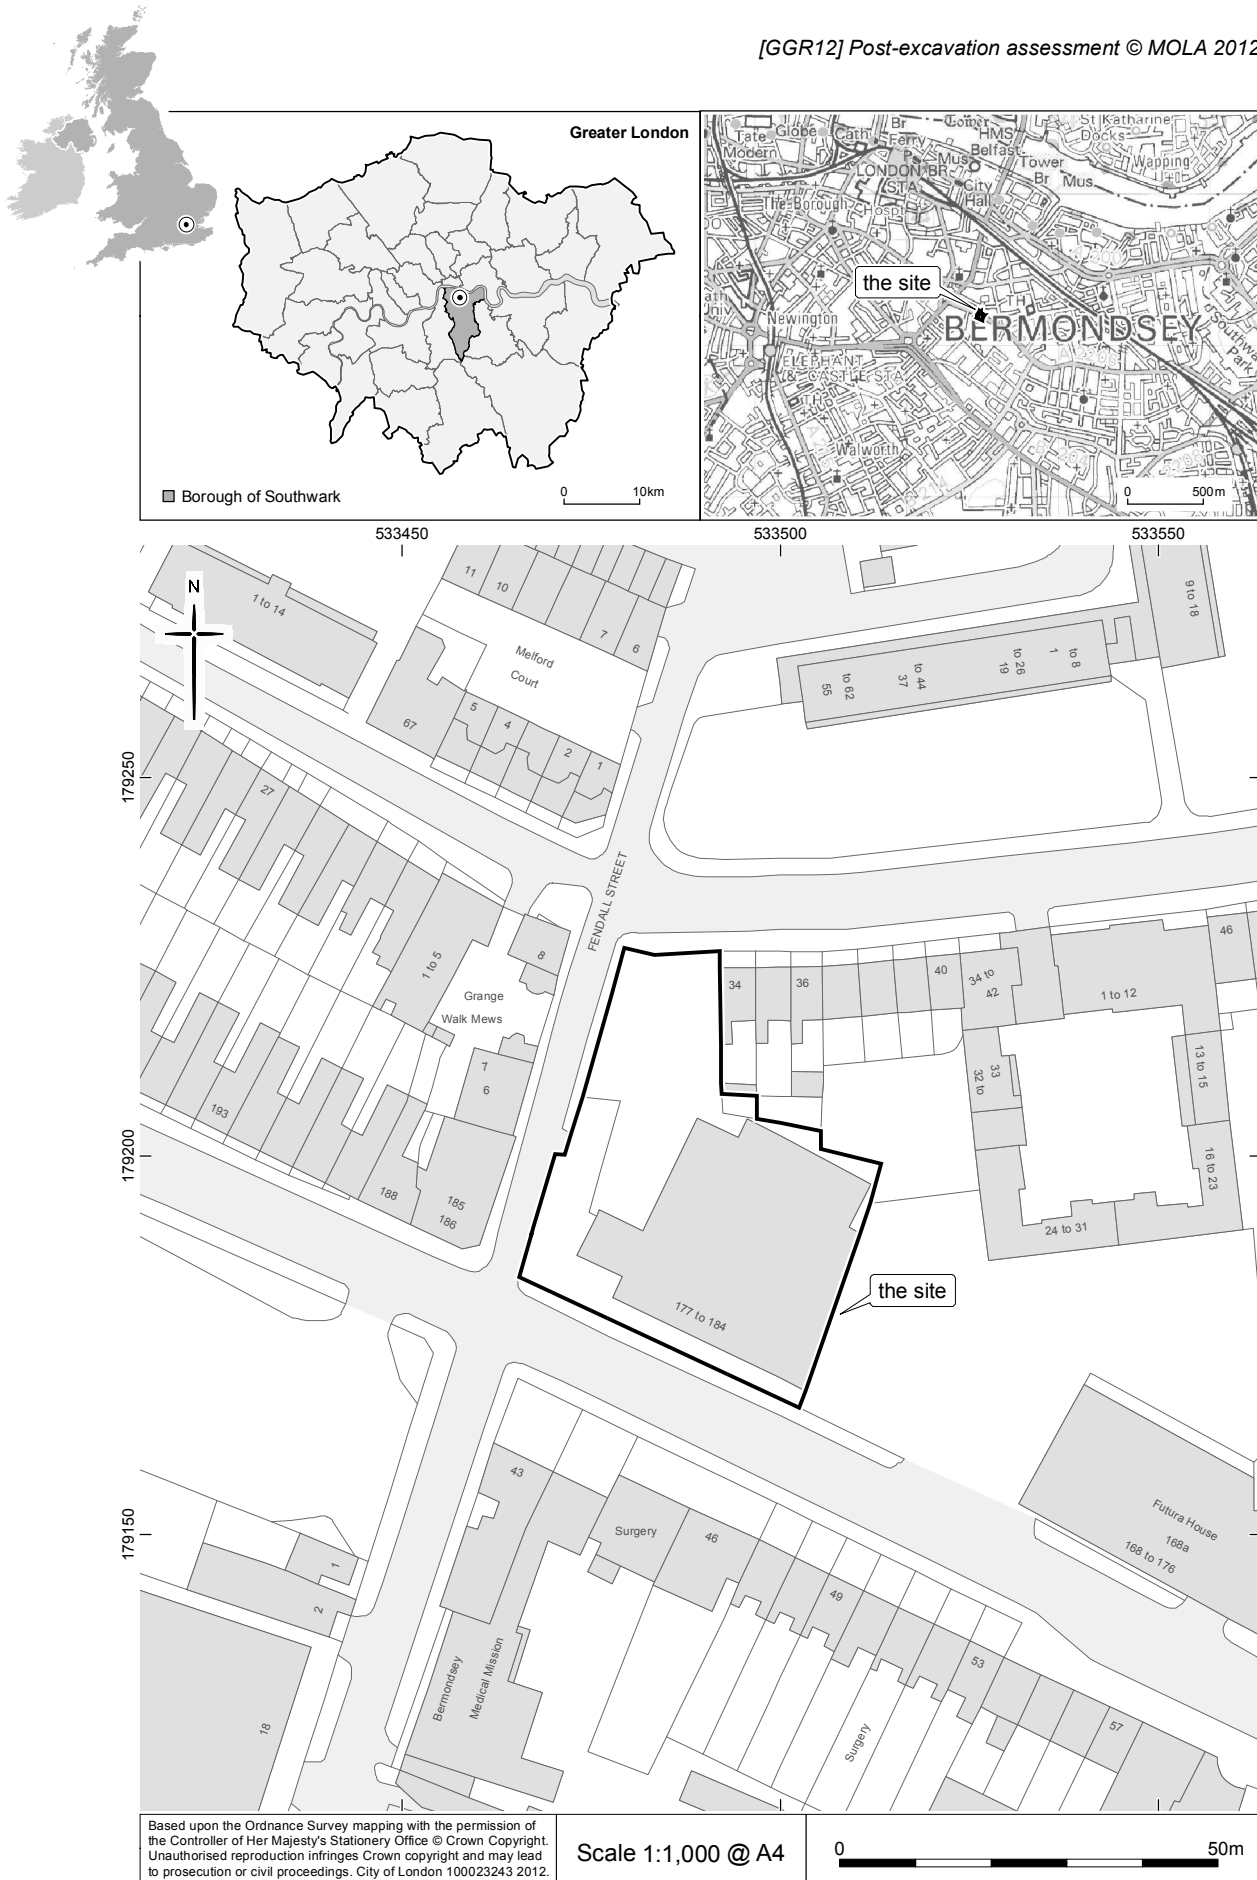 [GGR12] Post-excavation assessment © MOLA 2012
Greater London
Borough of Southwark
0 10km
Tate
Modern
Globe
Cath
Br
Ferry
P
Tower
HMS
Belfast
St Katharine
Docks
Wapping
Mus
Tower
Br
Mus
LONDON BR
STA
City
Hall
The Borough
Hosp
the site
TH
BERMONDSEY
Newington
ELEPHANT
& CASTLE STA
TH
Walworth
Park
0 500m
533450
533500
533550
N
179250
179200
179150
1 to 14
11
10
7
6
Melford
Court
67
5
4
2
1
9 to 18
55
to 62
37
to 44
19
to 26
1
to 8
27
1 to 5
8
FENDALL STREET
Grange
Walk Mews
7
6
193
188
185
186
34
36
40
34 to
42
1 to 12
46
32 to
33
13 to 15
16 to 23
24 to 31
177 to 184
the site
43
Surgery
46
49
53
57
Surgery
Futura House
168a
168 to 176
1
2
18
Bermondsey
Medical Mission
Based upon the Ordnance Survey mapping with the permission of
the Controller of Her Majesty's Stationery Office © Crown Copyright.
Unauthorised reproduction infringes Crown copyright and may lead
to prosecution or civil proceedings. City of London 100023243 2012.
Scale 1:1,000 @ A4
0 50m